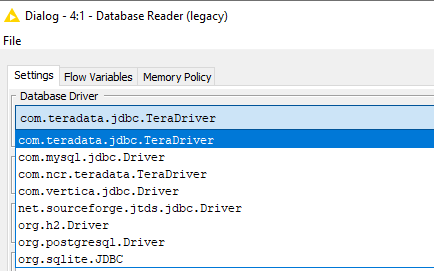 Dialog - 4:1 - Database Reader (legacy)
File
Settings Flow Variables Memory Policy
Database Driver
com.teradata.jdbc.TeraDriver
com.teradata.jdbc.TeraDriver
com.mysql.jdbc.Driver
com.ncr.teradata.TeraDriver
com.vertica.jdbc.Driver
net.sourceforge.jtds.jdbc.Driver
org.h2.Driver
org.postgresql.Driver
org.sqlite.JDBC